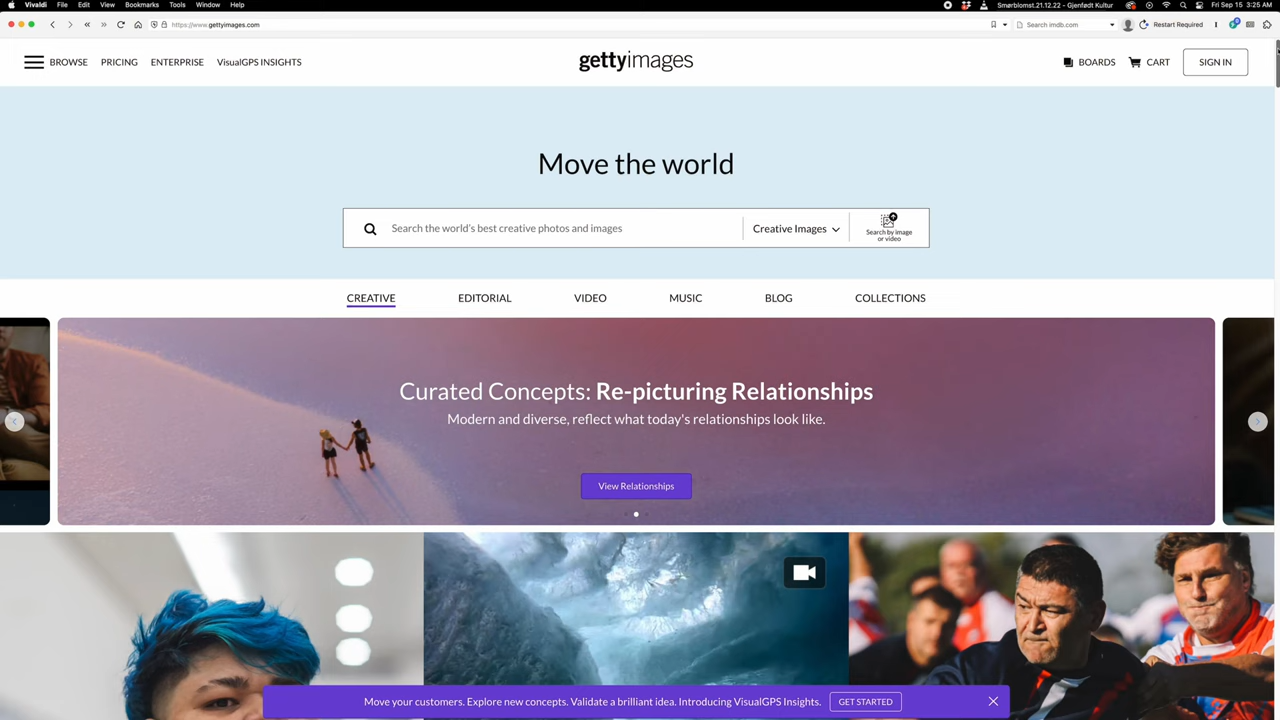 Vivaldi File Edit View Bookmarks Tools Window Help
Smørblomst.21.12.22 - Gjenfødt Kultur
Fri Sep 15 3:25 AM
https://www.gettyimages.com
Search imdb.com
Restart Required
BROWSE PRICING ENTERPRISE VisualGPS INSIGHTS
gettyimages
BOARDS CART SIGN IN
Move the world
Search the world's best creative photos and images
Creative Images
Search by image
or video
CREATIVE EDITORIAL VIDEO MUSIC BLOG COLLECTIONS
Curated Concepts: Re-picturing Relationships
Modern and diverse, reflect what today's relationships look like.
View Relationships
Move your customers. Explore new concepts. Validate a brilliant idea. Introducing VisualGPS Insights.
GET STARTED